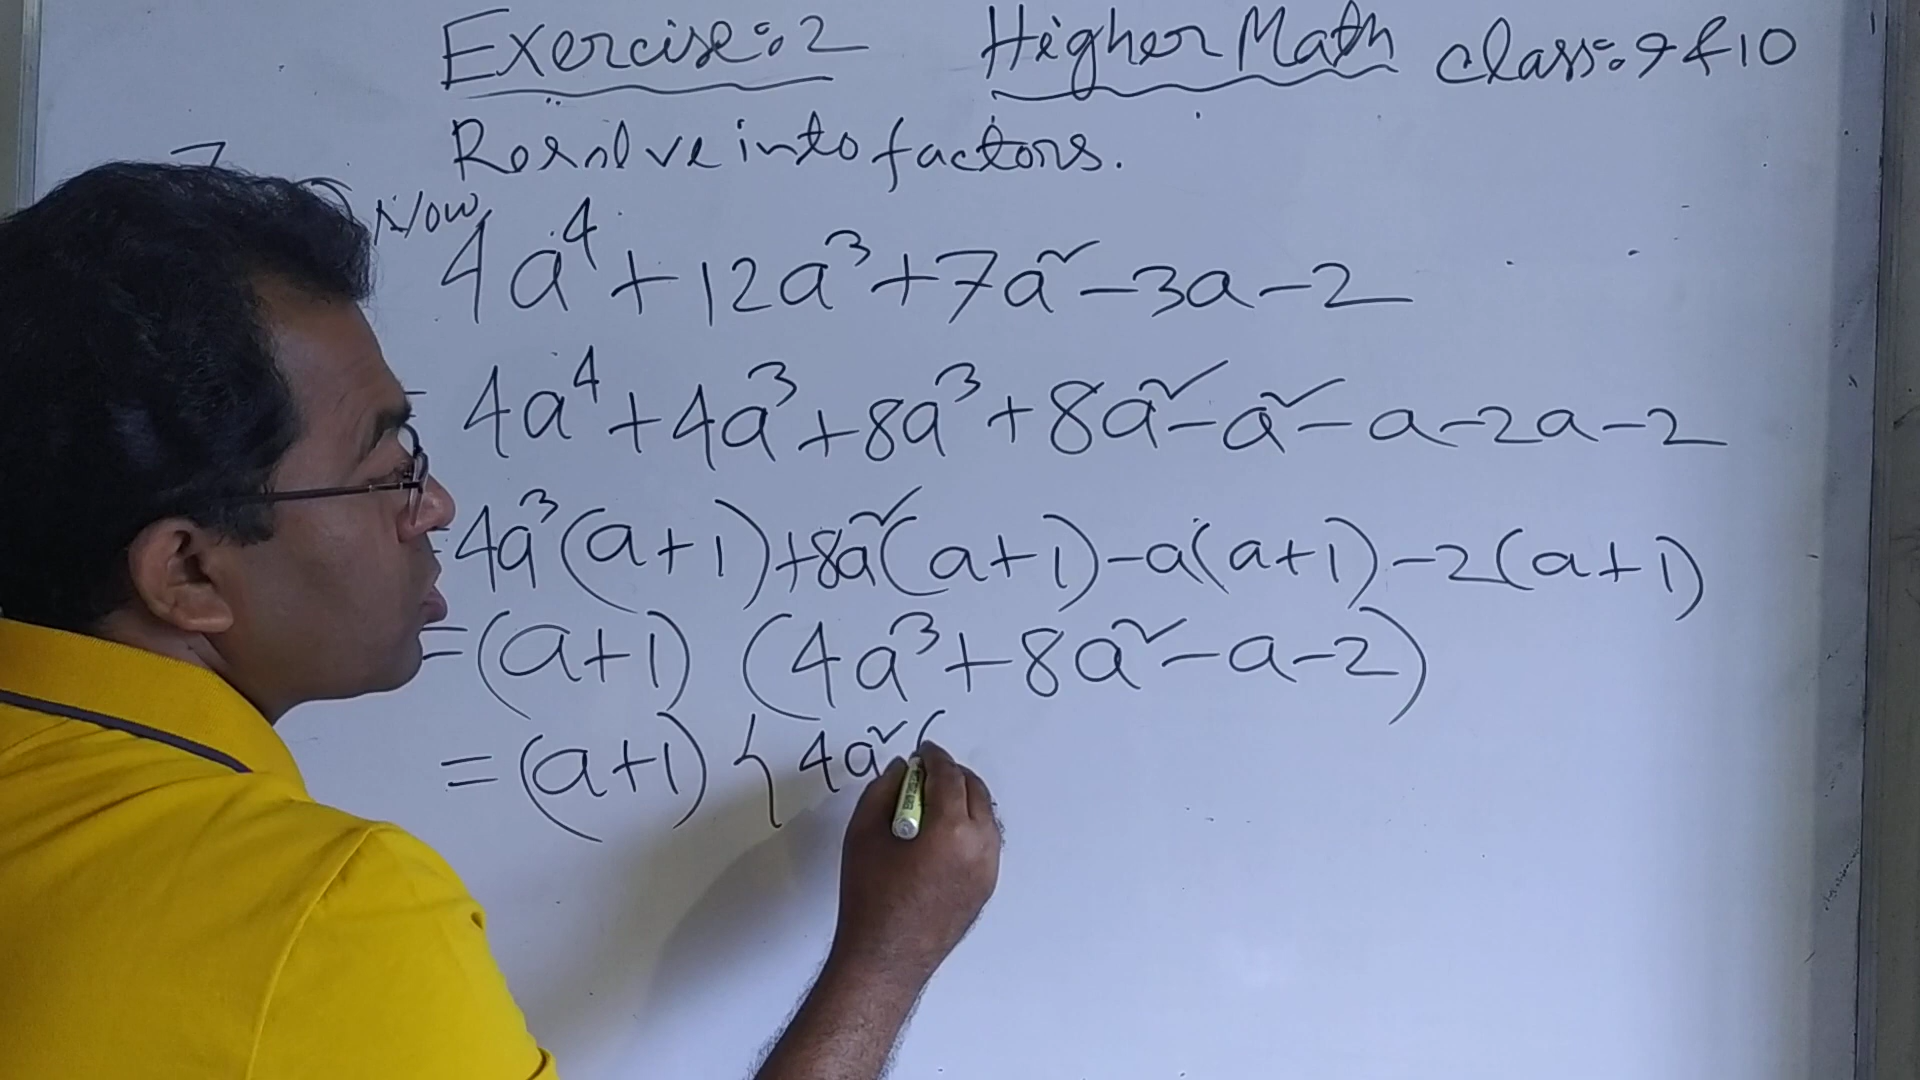 Exercise:2 Higher Math class:9 & 10
Resolve into factors.
7
Now
4a⁴+12a³+7a²-3a-2
= 4a⁴+4a³+8a³+8a²-a²-a-2a-2
=4a³(a+1)+8a²(a+1)-a(a+1)-2(a+1)
=(a+1) (4a³+8a²-a-2)
=(a+1) {4a²(